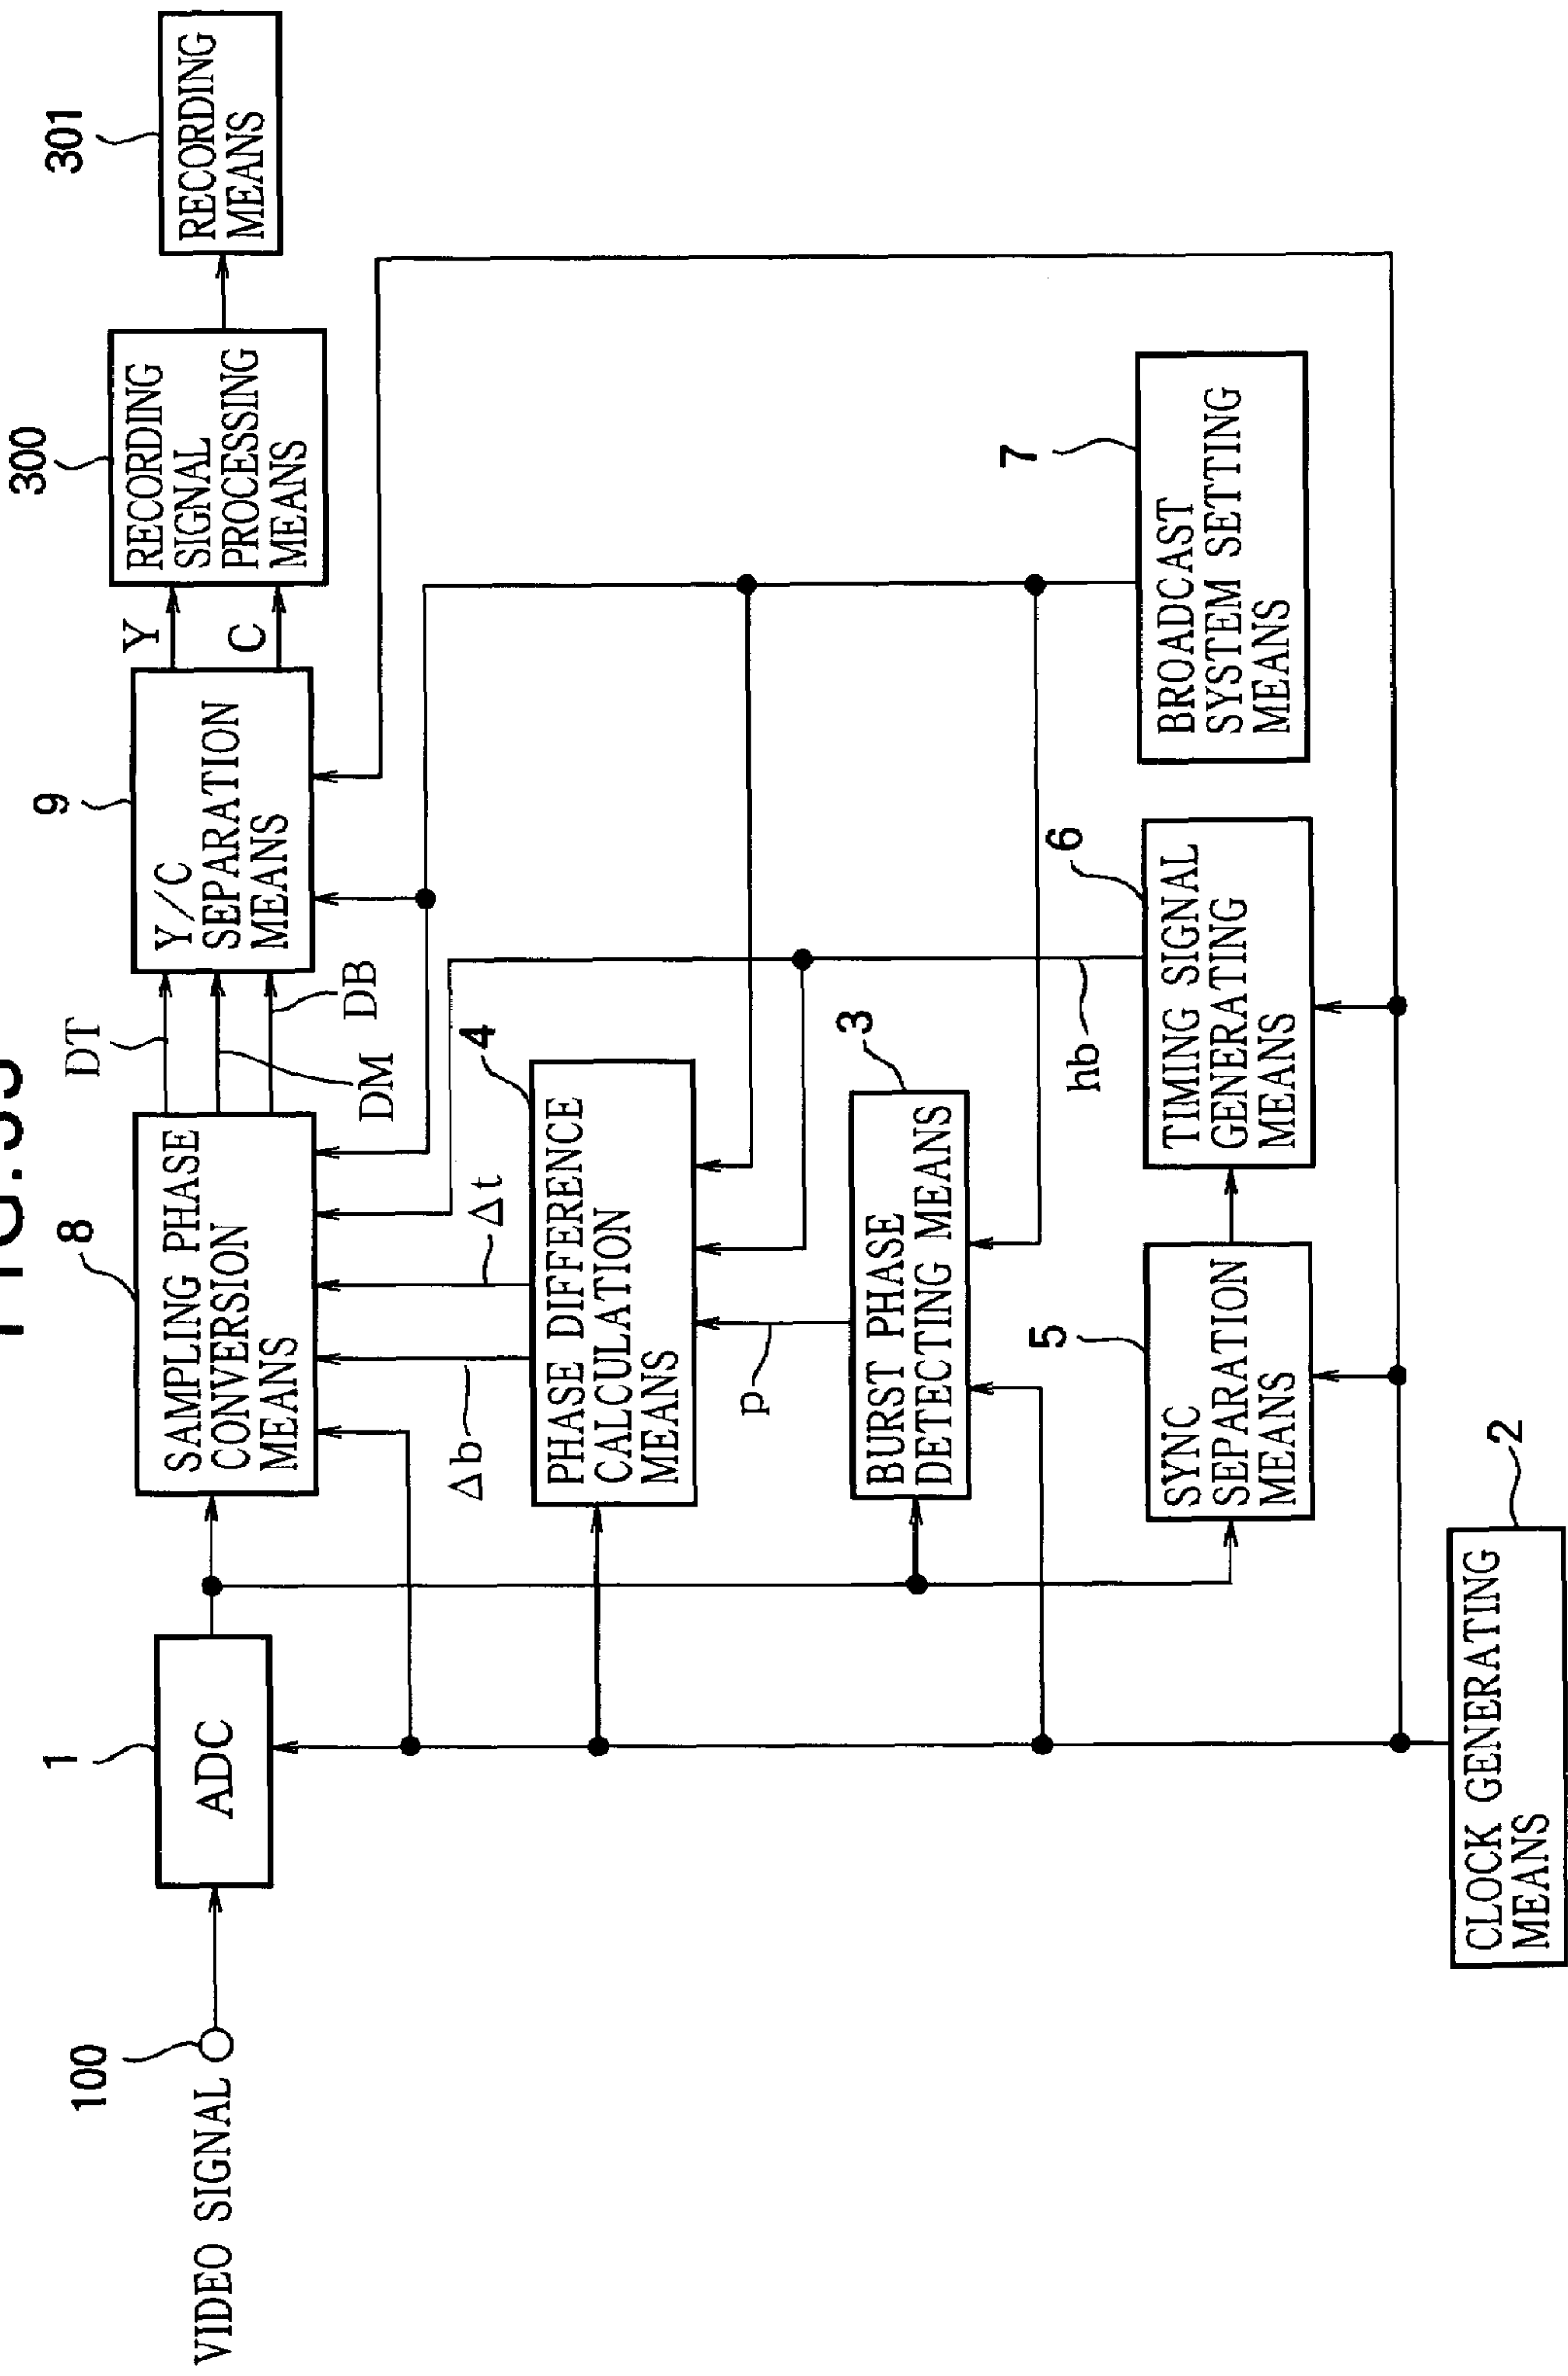 VIDEO SIGNAL
100
1
ADC
8
SAMPLING PHASE
CONVERSION
MEANS
DT
DM
DB
9
Y/C
SEPARATION
MEANS
Y
C
300
RECORDING
SIGNAL
PROCESSING
MEANS
301
RECORDING
MEANS
Δb
Δt
4
PHASE DIFFERENCE
CALCULATION
MEANS
p
3
BURST PHASE
DETECTING MEANS
hb
5
SYNC
SEPARATION
MEANS
6
TIMING SIGNAL
GENERATING
MEANS
7
BROADCAST
SYSTEM SETTING
MEANS
2
CLOCK GENERATING
MEANS